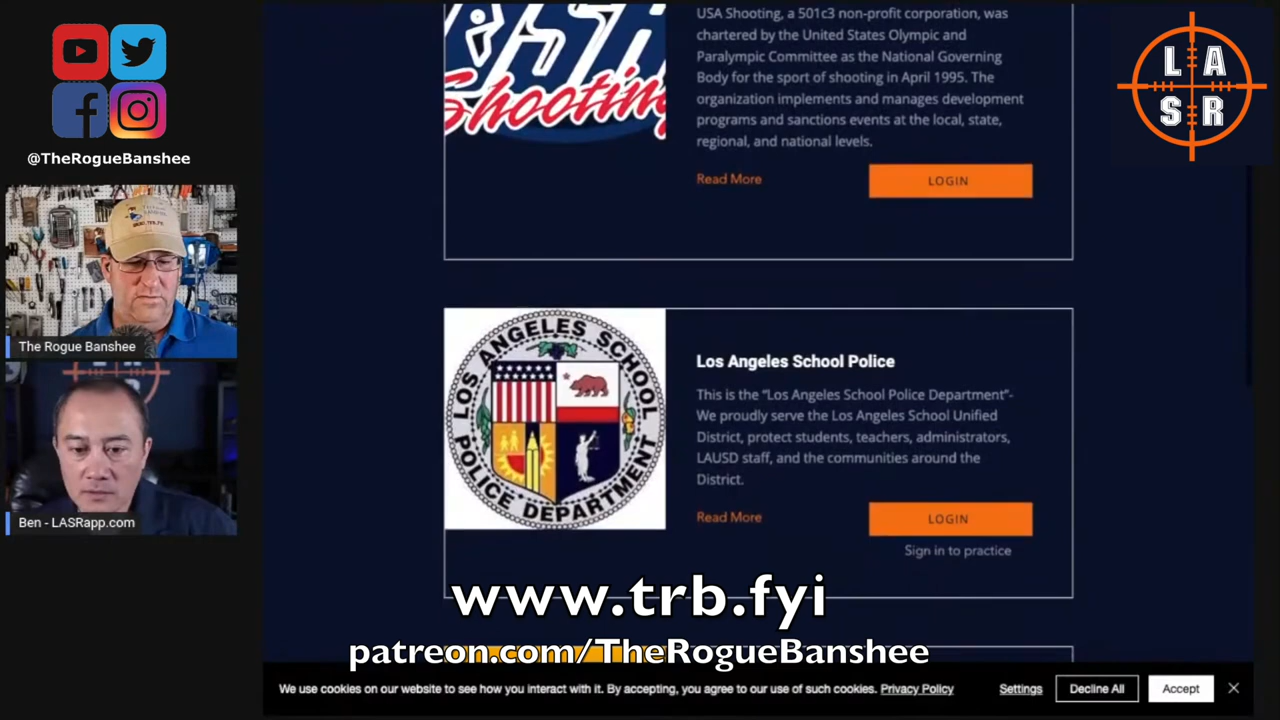 @TheRogueBanshee
The Rogue Banshee
Ben - LASRapp.com
USA
Shooting
USA Shooting, a 501c3 non-profit corporation, was
chartered by the United States Olympic and
Paralympic Committee as the National Governing
Body for the sport of shooting in April 1995. The
organization implements and manages development
programs and sanctions events at the local, state,
regional, and national levels.
Read More
LOGIN
L A
S R
LOS ANGELES SCHOOL
POLICE DEPARTMENT
Los Angeles School Police
This is the “Los Angeles School Police Department”-
We proudly serve the Los Angeles School Unified
District, protect students, teachers, administrators,
LAUSD staff, and the communities around the
District.
Read More
LOGIN
Sign in to practice
www.trb.fyi
patreon.com/TheRogueBanshee
We use cookies on our website to see how you interact with it. By accepting, you agree to our use of such cookies. Privacy Policy
Settings
Decline All
Accept